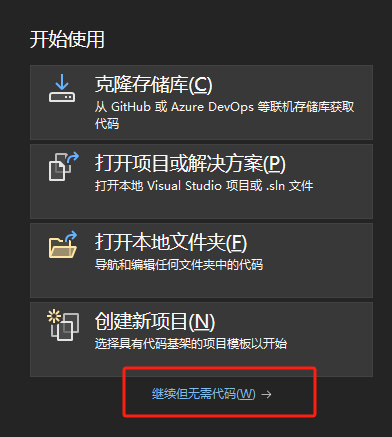 开始使用
克隆存储库(C)
从 GitHub 或 Azure DevOps 等联机存储库获取
代码
打开项目或解决方案(P)
打开本地 Visual Studio 项目或 .sln 文件
打开本地文件夹(F)
导航和编辑任何文件夹中的代码
创建新项目(N)
选择具有代码基架的项目模板以开始
继续但无需代码(W) →